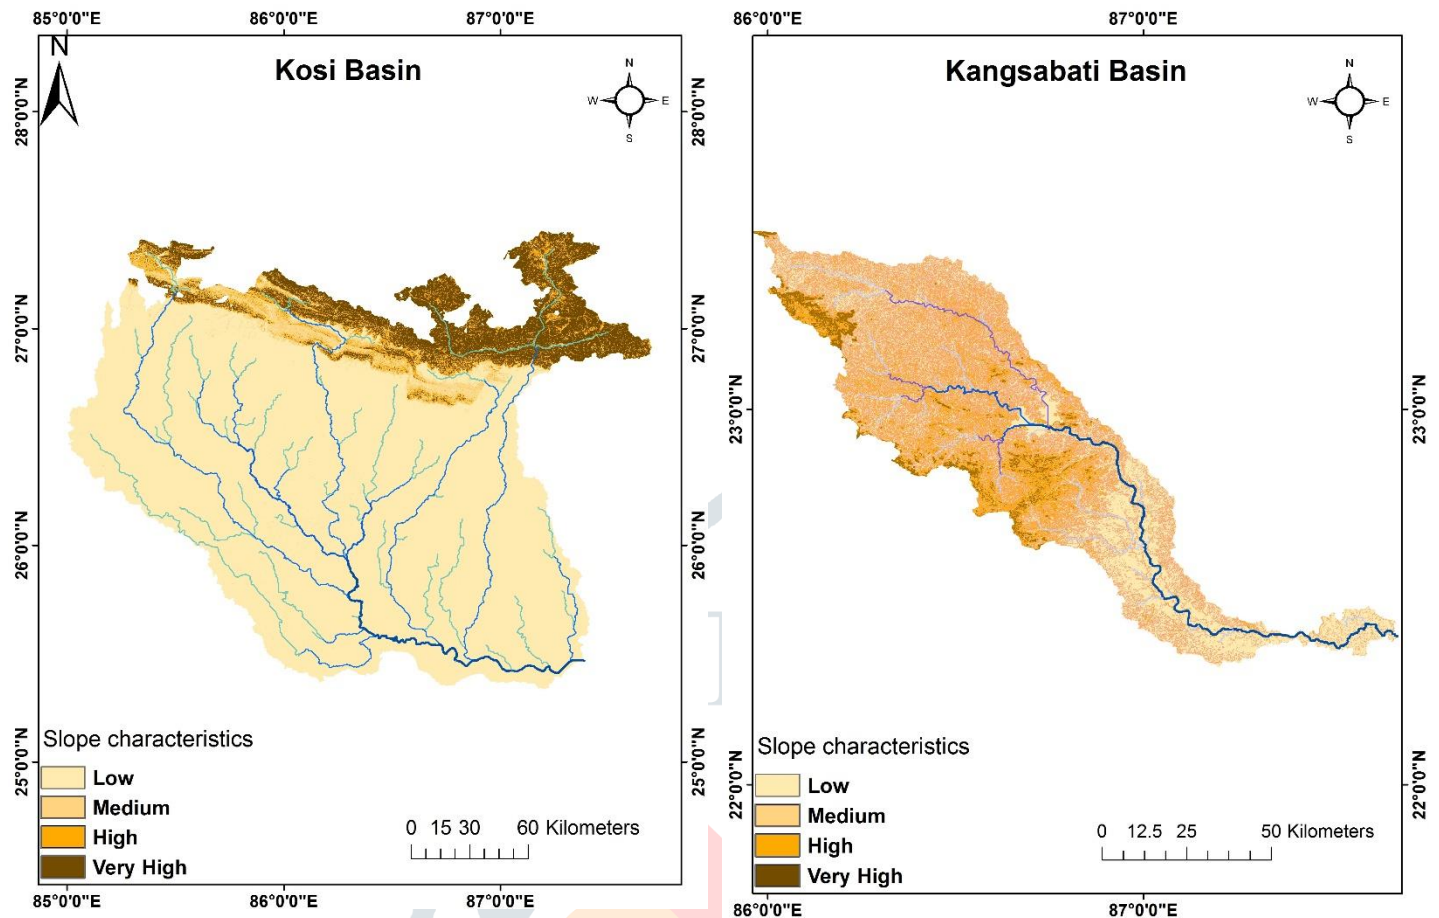 85°0'0"E 86°0'0"E 87°0'0"E
N
Kosi Basin
N
W E
S
28°0'0"N 28°0'0"N
27°0'0"N 27°0'0"N
26°0'0"N 26°0'0"N
25°0'0"N 25°0'0"N
Slope characteristics
Low
Medium
High
Very High
0 15 30 60 Kilometers
85°0'0"E 86°0'0"E 87°0'0"E
86°0'0"E 87°0'0"E
Kangsabati Basin
N
W E
S
23°0'0"N 23°0'0"N
22°0'0"N 22°0'0"N
Slope characteristics
Low
Medium
High
Very High
0 12.5 25 50 Kilometers
86°0'0"E 87°0'0"E